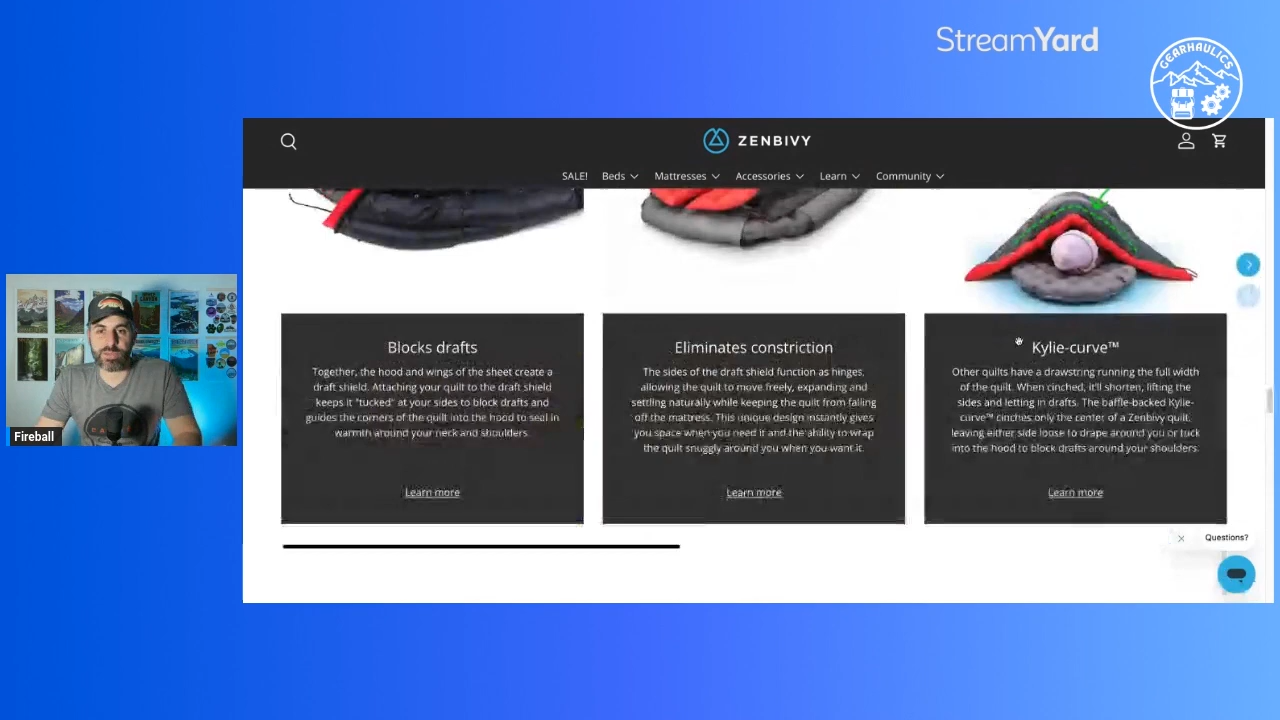 StreamYard
GEARHAULICS
ZENBIVY
SALE! Beds Mattresses Accessories Learn Community
Blocks drafts
Together, the hood and wings of the sheet create a
draft shield. Attaching your quilt to the draft shield
keeps it "tucked" at your sides to block drafts and
guides the corners of the quilt into the hood to seal in
warmth around your neck and shoulders.
Learn more
Eliminates constriction
The sides of the draft shield function as hinges,
allowing the quilt to move freely, expanding and
settling naturally while keeping the quilt from falling
off the mattress. This unique design instantly gives
you space when you need it and the ability to wrap
the quilt snuggly around you when you want it.
Learn more
Kylie-curve™
Other quilts have a drawstring running the full width
of the quilt. When cinched, it'll shorten, lifting the
sides and letting in drafts. The baffle-backed Kylie-
curve™ cinches only the center of a Zenbivy quilt,
leaving either side loose to drape around you or tuck
into the hood to block drafts around your shoulders.
Learn more
Questions?
Fireball